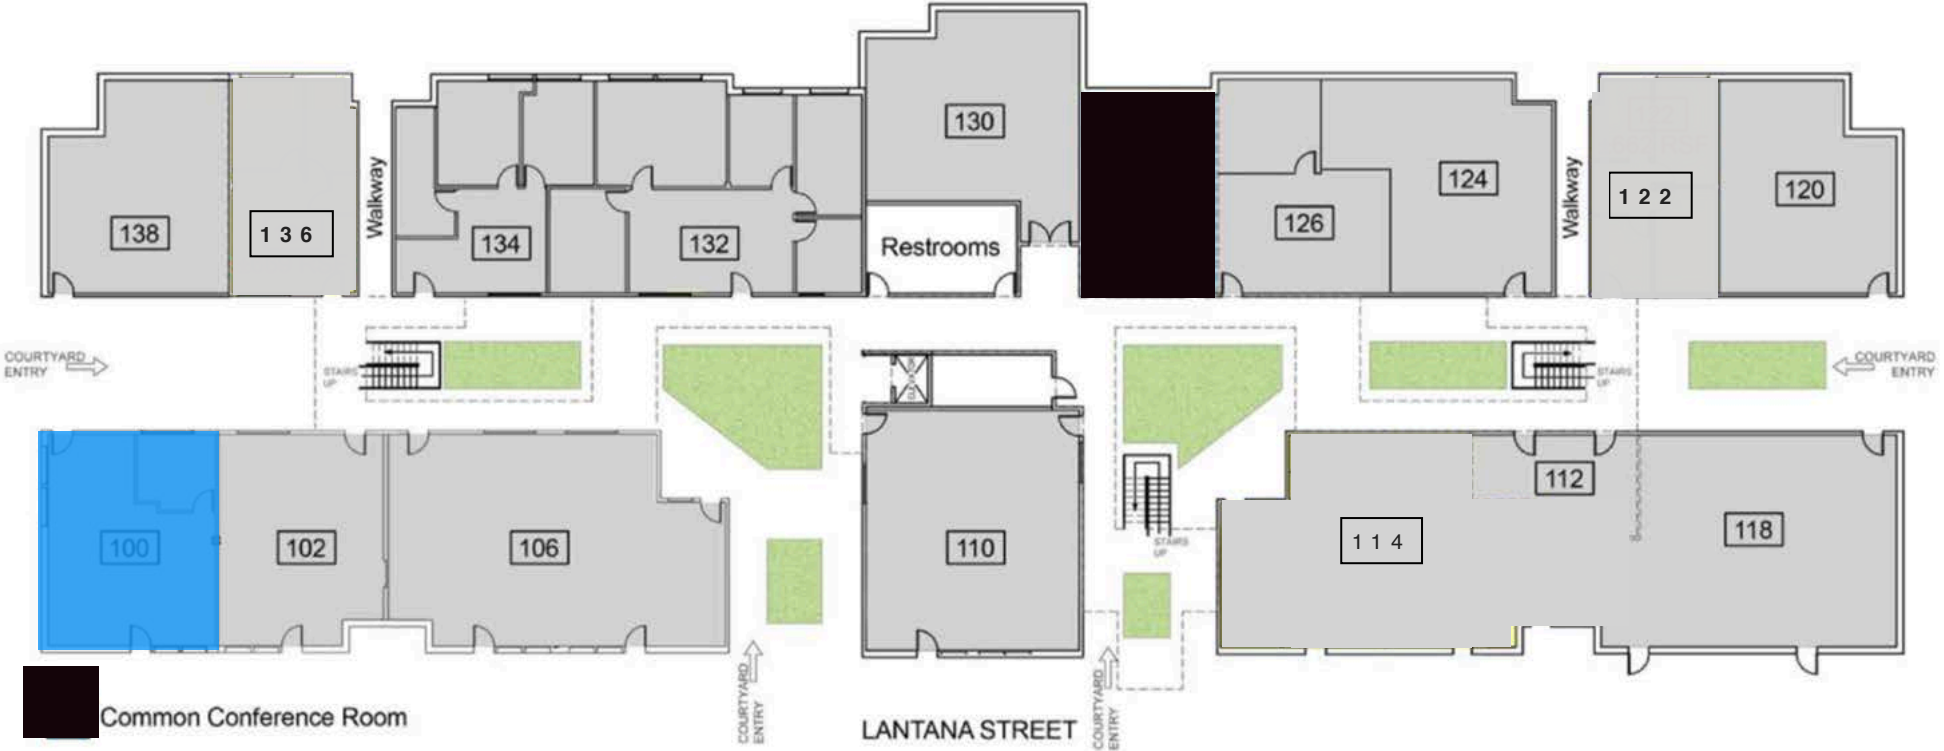 130
124
122
120
138
136
Walkway
134
132
Restrooms
126
Walkway
COURTYARD
ENTRY
STAIRS
UP
ELEVATOR
STAIRS
UP
COURTYARD
ENTRY
100
102
106
110
STAIRS
UP
112
114
118
COURTYARD
ENTRY
COURTYARD
ENTRY
Common Conference Room
LANTANA STREET